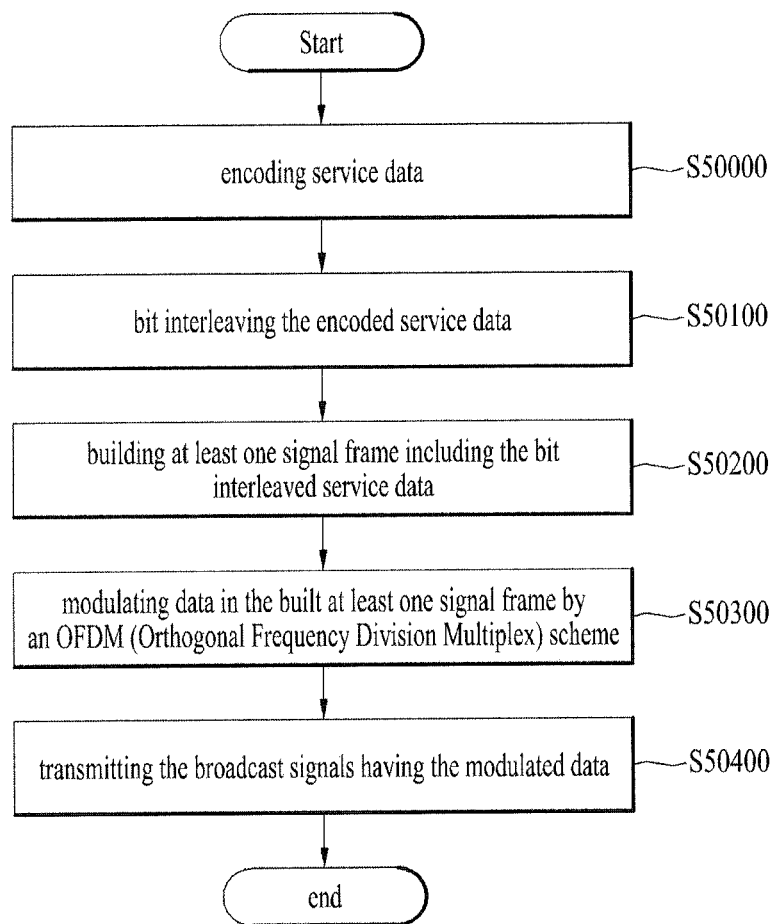 Start
encoding service data
S50000
bit interleaving the encoded service data
S50100
building at least one signal frame including the bit
interleaved service data
S50200
modulating data in the built at least one signal frame by
an OFDM (Orthogonal Frequency Division Multiplex) scheme
S50300
transmitting the broadcast signals having the modulated data
S50400
end